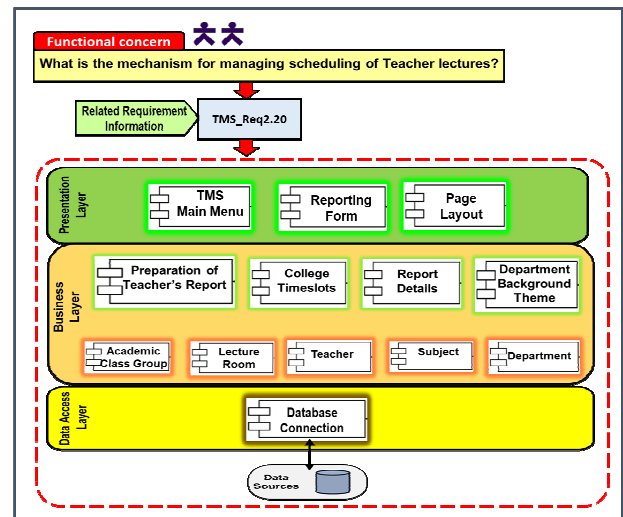 Functional concern
What is the mechanism for managing scheduling of Teacher lectures?
Related Requirement
Information
TMS_Req2.20
Presentation
Layer
TMS
Main Menu
Reporting
Form
Page
Layout
Business
Layer
Preparation of
Teacher's Report
College
Timeslots
Report
Details
Department
Background
Theme
Academic
Class Group
Lecture
Room
Teacher
Subject
Department
Data Access
Layer
Database
Connection
Data
Sources